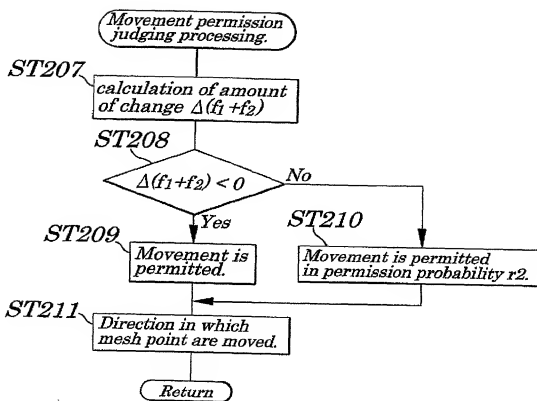 Movement permission
judging processing.
ST207
calculation of amount
of change Δ(f1+f2)
ST208
Δ(f1+f2) < 0
No
Yes
ST209
Movement is
permitted.
ST210
Movement is permitted
in permission probability r2.
ST211
Direction in which
mesh point are moved.
Return